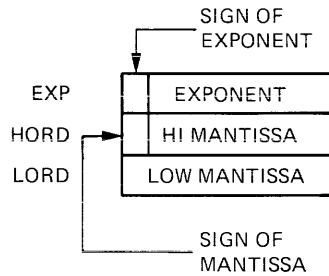 SIGN OF
EXPONENT
EXP EXPONENT
HORD HI MANTISSA
LORD LOW MANTISSA
SIGN OF
MANTISSA